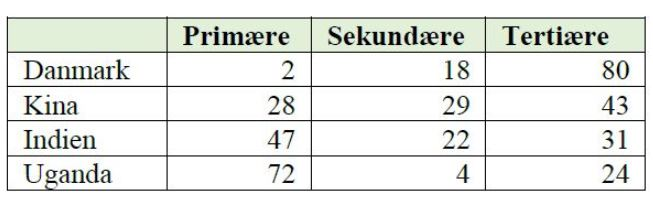 Primære Sekundære Tertiære
Danmark 2 18 80
Kina 28 29 43
Indien 47 22 31
Uganda 72 4 24